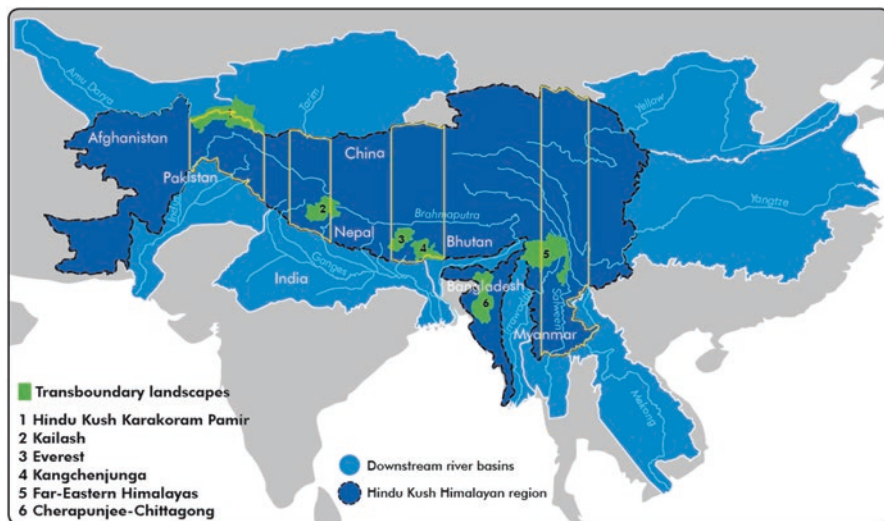 Amu Darya
Tarim
Yellow
Afghanistan
1
China
Pakistan
Yangtze
Indus
2
Brahmaputra
Nepal
3
4
Bhutan
5
Ganges
India
Bangladesh
6
Irrawaddy
Salween
Myanmar
Mekong
Transboundary landscapes
1 Hindu Kush Karakoram Pamir
2 Kailash
3 Everest
4 Kangchenjunga
5 Far-Eastern Himalayas
6 Cherapunjee-Chittagong
Downstream river basins
Hindu Kush Himalayan region